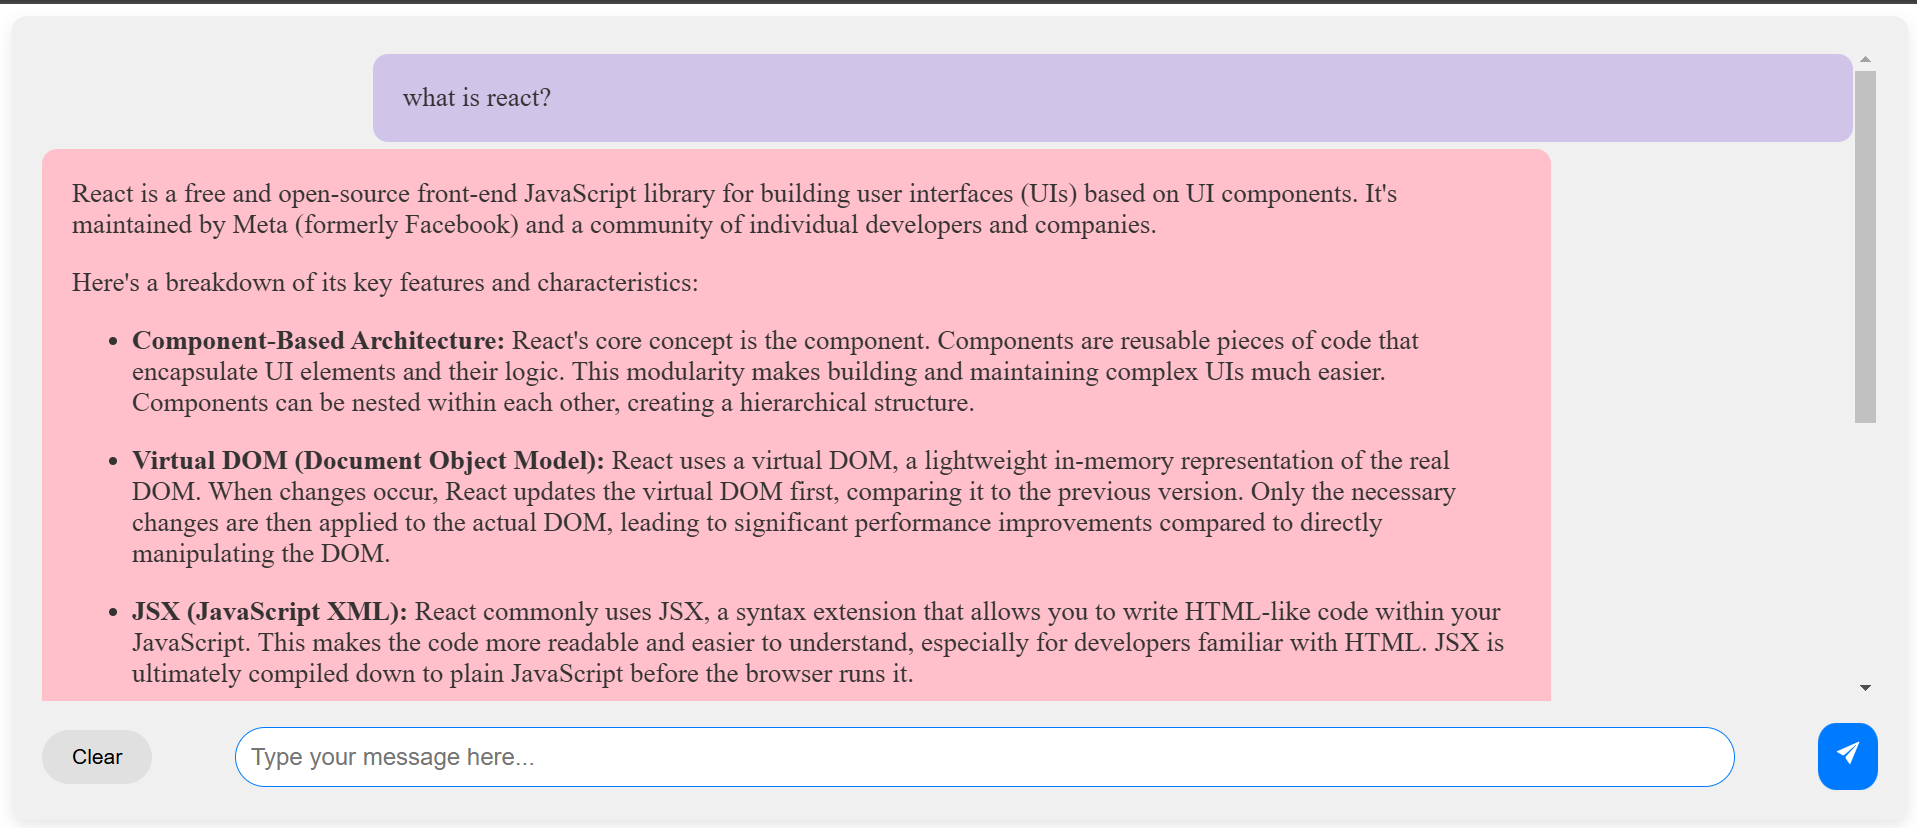 what is react?
React is a free and open-source front-end JavaScript library for building user interfaces (UIs) based on UI components. It's
maintained by Meta (formerly Facebook) and a community of individual developers and companies.
Here's a breakdown of its key features and characteristics:
• Component-Based Architecture: React's core concept is the component. Components are reusable pieces of code that
encapsulate UI elements and their logic. This modularity makes building and maintaining complex UIs much easier.
Components can be nested within each other, creating a hierarchical structure.
• Virtual DOM (Document Object Model): React uses a virtual DOM, a lightweight in-memory representation of the real
DOM. When changes occur, React updates the virtual DOM first, comparing it to the previous version. Only the necessary
changes are then applied to the actual DOM, leading to significant performance improvements compared to directly
manipulating the DOM.
• JSX (JavaScript XML): React commonly uses JSX, a syntax extension that allows you to write HTML-like code within your
JavaScript. This makes the code more readable and easier to understand, especially for developers familiar with HTML. JSX is
ultimately compiled down to plain JavaScript before the browser runs it.
Clear
Type your message here...